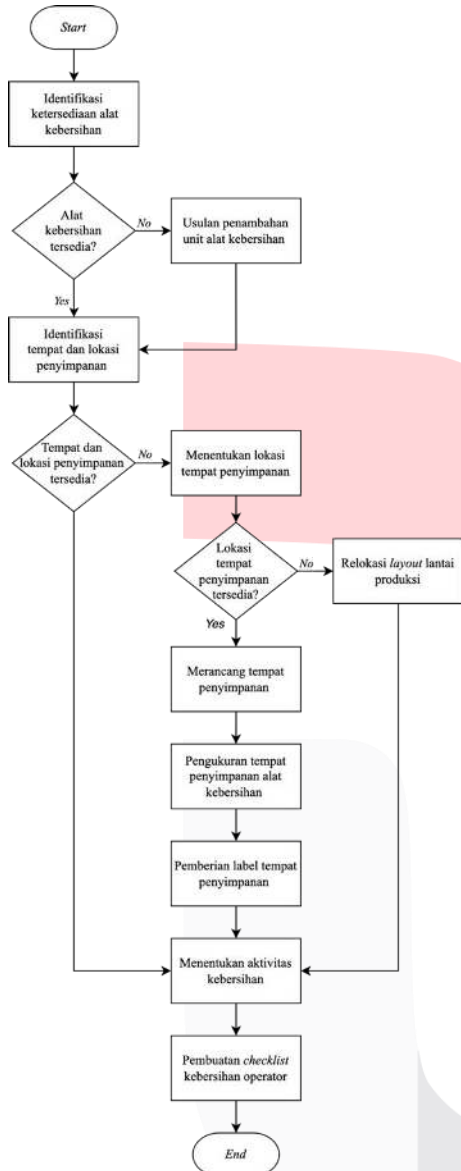 Start
Identifikasi
ketersediaan alat
kebersihan
Alat
kebersihan
tersedia?
No
Usulan penambahan
unit alat kebersihan
Yes
Identifikasi
tempat dan lokasi
penyimpanan
Tempat dan
lokasi penyimpanan
tersedia?
No
Menentukan lokasi
tempat penyimpanan
Lokasi
tempat
penyimpanan
tersedia?
No
Relokasi layout lantai
produksi
Yes
Merancang tempat
penyimpanan
Pengukuran tempat
penyimpanan alat
kebersihan
Pemberian label tempat
penyimpanan
Menentukan aktivitas
kebersihan
Pembuatan checklist
kebersihan operator
End